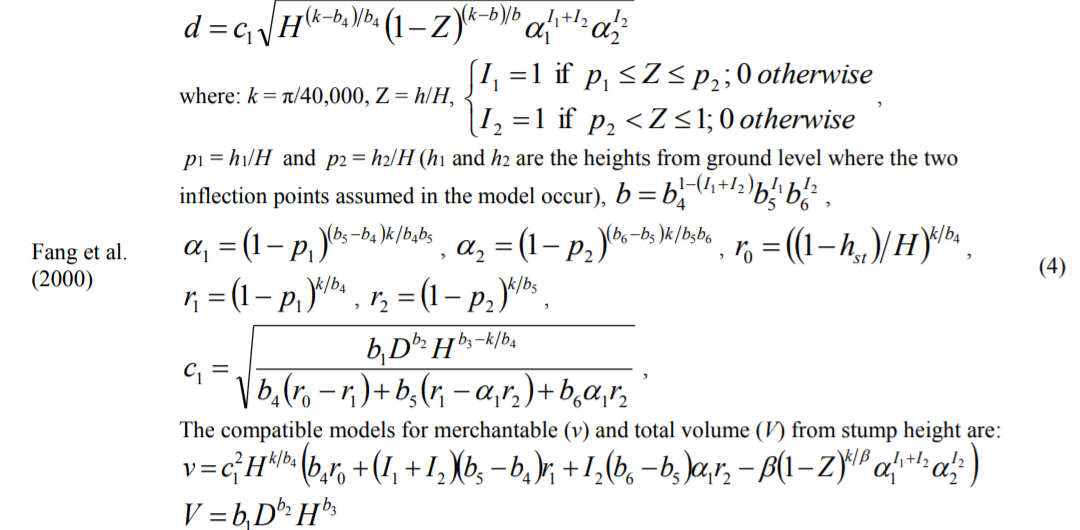 d = c₁√(H^((k−b₄)/b₄) (1−Z)^((k−b)/b) α₁^(I₁+I₂) α₂^(I₂))
where: k = π/40,000, Z = h/H, { I₁ = 1 if p₁ ≤ Z ≤ p₂; 0 otherwise
I₂ = 1 if p₂ < Z ≤ 1; 0 otherwise ,
p₁ = h₁/H and p₂ = h₂/H (h₁ and h₂ are the heights from ground level where the two
inflection points assumed in the model occur), b = b₄^(1−(I₁+I₂)) b₅^(I₁) b₆^(I₂) ,
Fang et al.
(2000)
α₁ = (1−p₁)^((b₅−b₄)k/b₄b₅) , α₂ = (1−p₂)^((b₆−b₅)k/b₅b₆) , r₀ = ((1−h_st)/H)^(k/b₄) ,
(4)
r₁ = (1−p₁)^(k/b₄) , r₂ = (1−p₂)^(k/b₅) ,
c₁ = √(b₁D^(b₂) H^(b₃−k/b₄) / (b₄(r₀−r₁)+b₅(r₁−α₁r₂)+b₆α₁r₂)) ,
The compatible models for merchantable (v) and total volume (V) from stump height are:
v = c₁²H^(k/b₄)(b₄r₀+(I₁+I₂)(b₅−b₄)r₁+I₂(b₆−b₅)α₁r₂−β(1−Z)^(k/β) α₁^(I₁+I₂) α₂^(I₂))
V = b₁D^(b₂) H^(b₃)